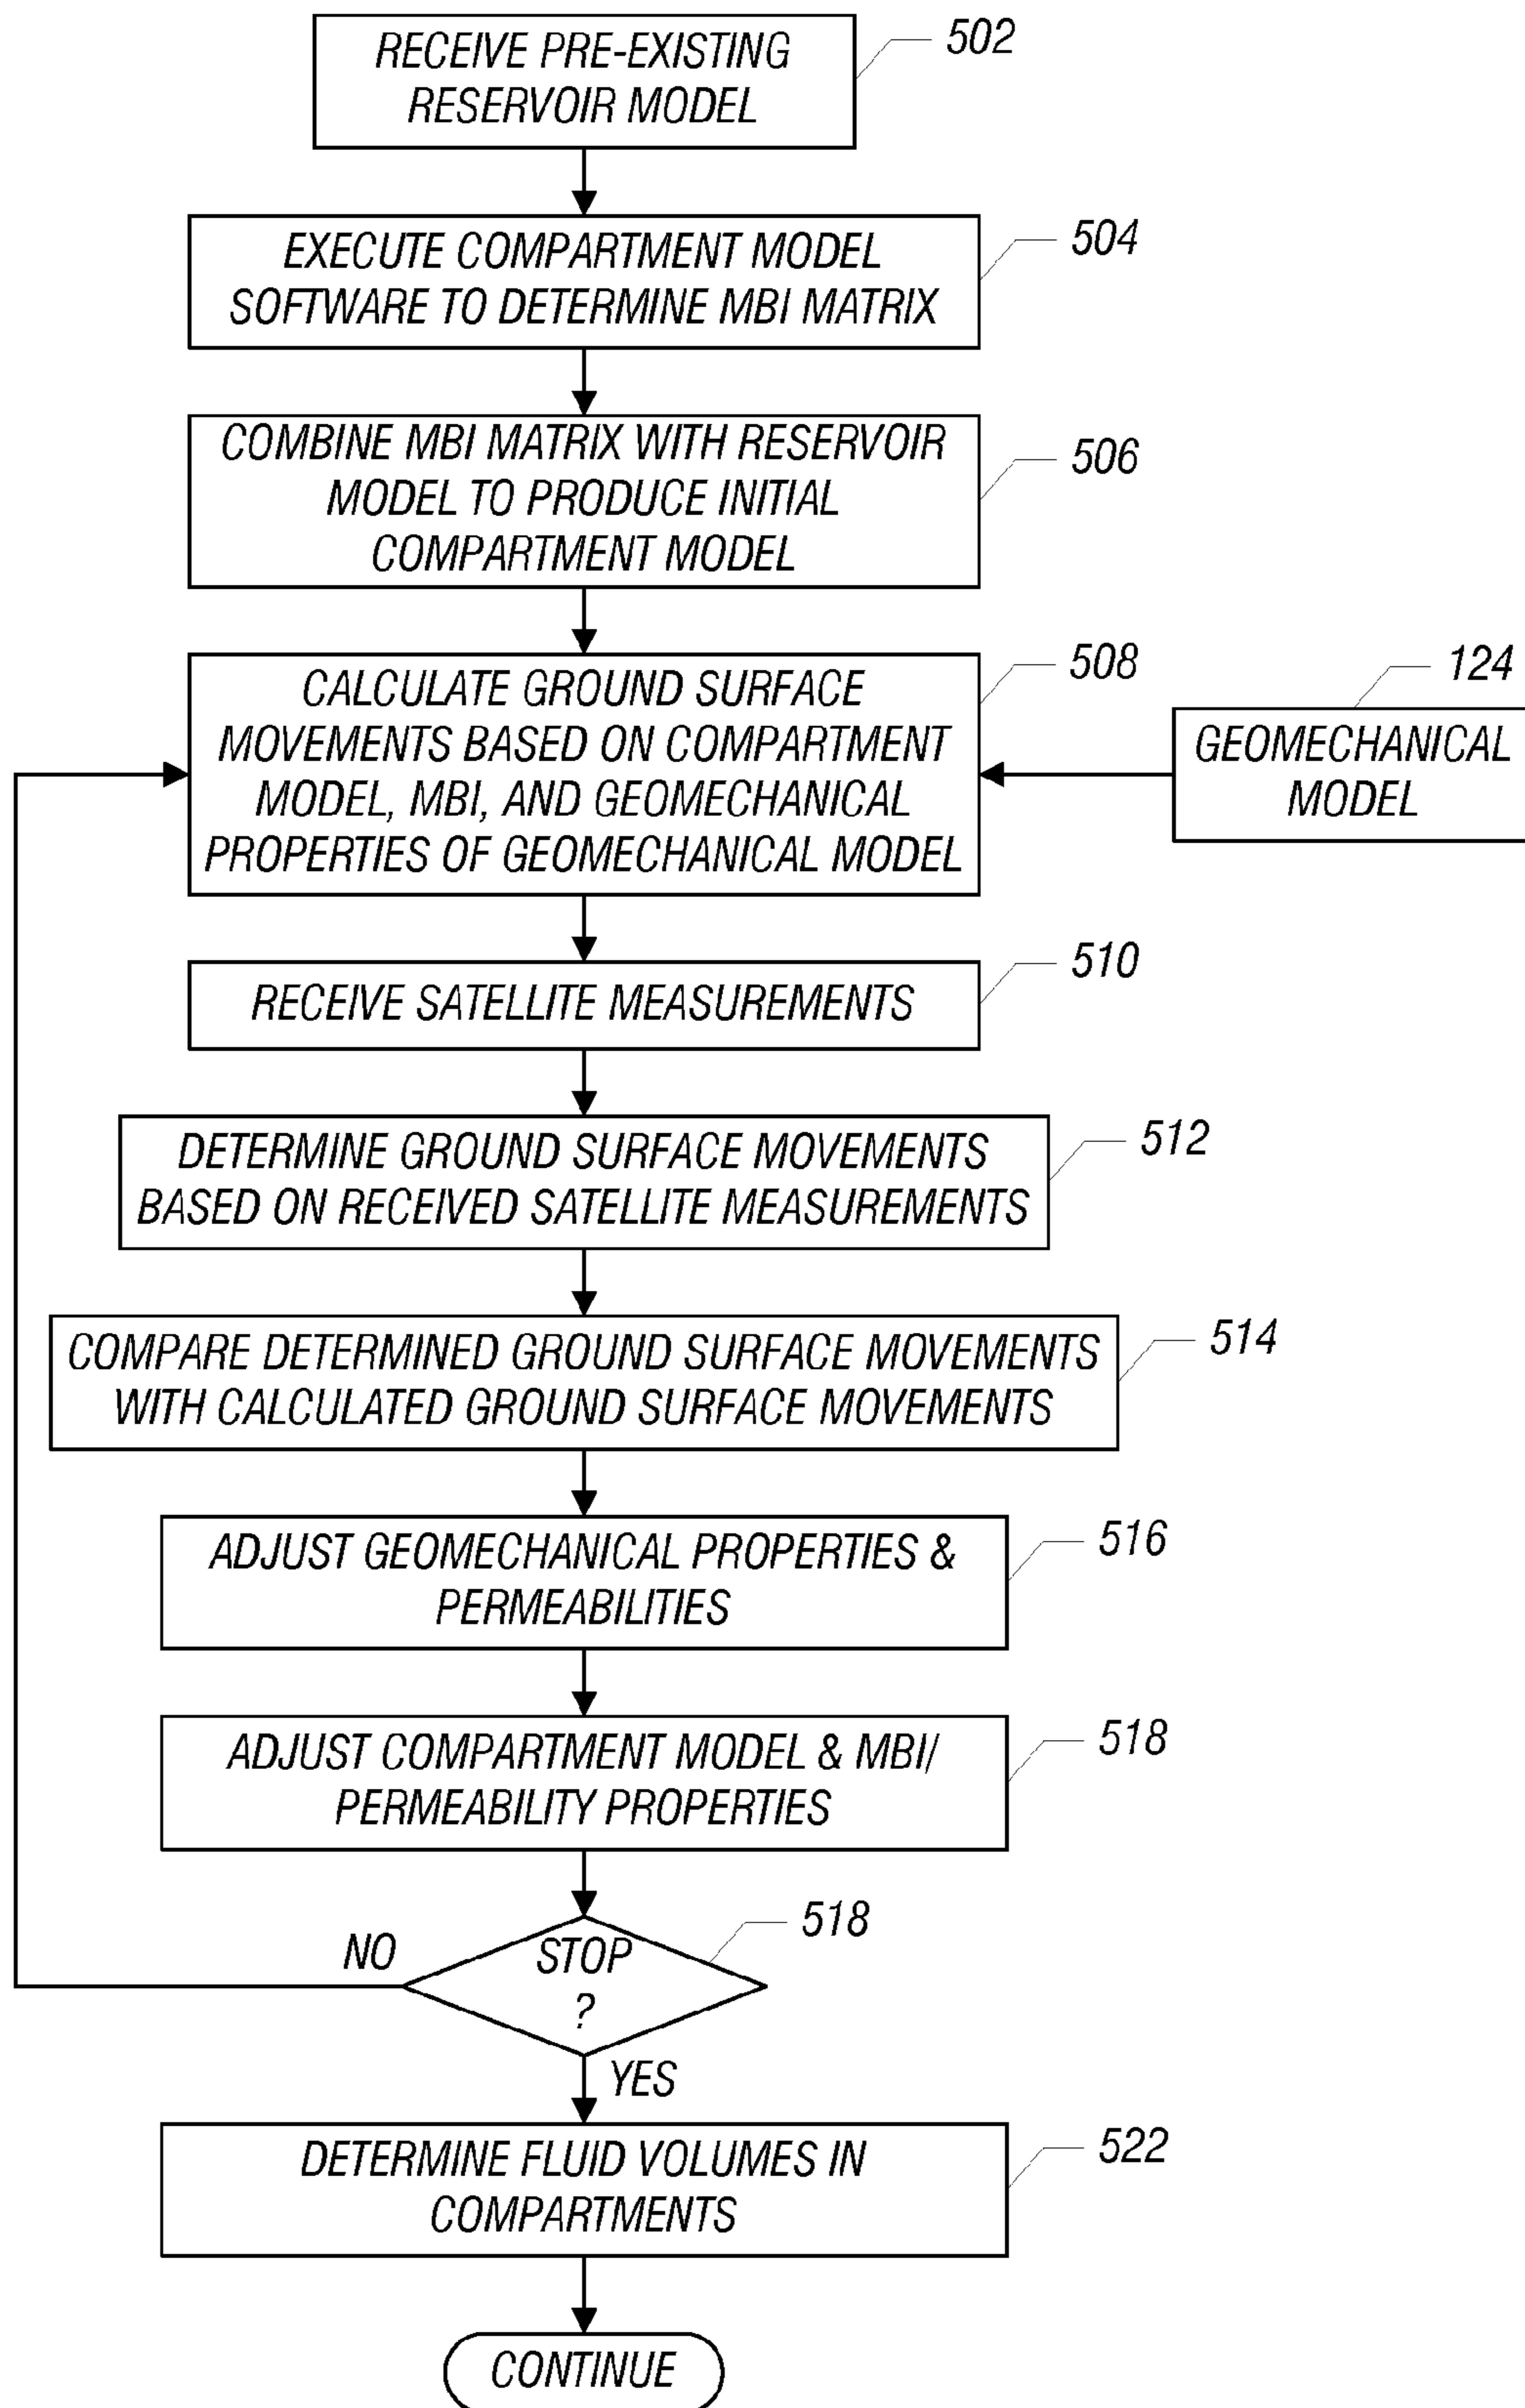 RECEIVE PRE-EXISTING
RESERVOIR MODEL
502
EXECUTE COMPARTMENT MODEL
SOFTWARE TO DETERMINE MBI MATRIX
504
COMBINE MBI MATRIX WITH RESERVOIR
MODEL TO PRODUCE INITIAL
COMPARTMENT MODEL
506
CALCULATE GROUND SURFACE
MOVEMENTS BASED ON COMPARTMENT
MODEL, MBI, AND GEOMECHANICAL
PROPERTIES OF GEOMECHANICAL MODEL
508
124
GEOMECHANICAL
MODEL
RECEIVE SATELLITE MEASUREMENTS
510
DETERMINE GROUND SURFACE MOVEMENTS
BASED ON RECEIVED SATELLITE MEASUREMENTS
512
COMPARE DETERMINED GROUND SURFACE MOVEMENTS
WITH CALCULATED GROUND SURFACE MOVEMENTS
514
ADJUST GEOMECHANICAL PROPERTIES &
PERMEABILITIES
516
ADJUST COMPARTMENT MODEL & MBI/
PERMEABILITY PROPERTIES
518
STOP
?
518
NO
YES
DETERMINE FLUID VOLUMES IN
COMPARTMENTS
522
CONTINUE